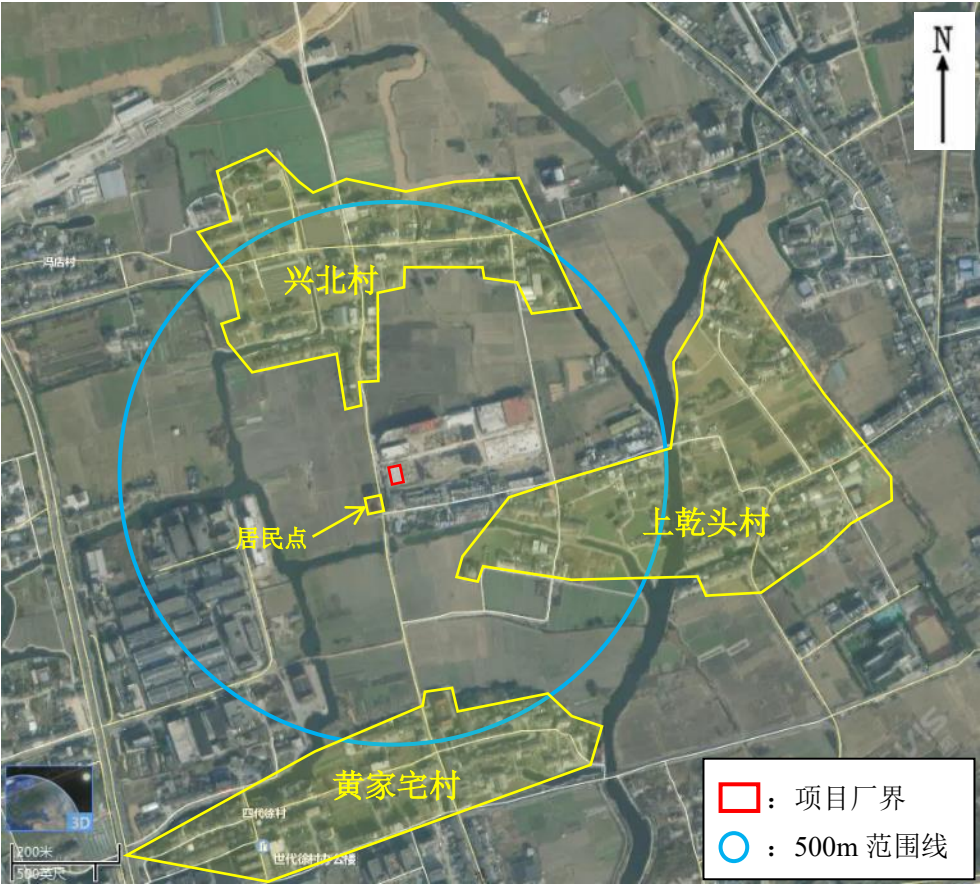 N
冯店村
兴北村
上乾头村
居民点
黄家宅村
四代徐村
世代徐村办公楼
3D
200米
500英尺
：项目厂界
：500m 范围线